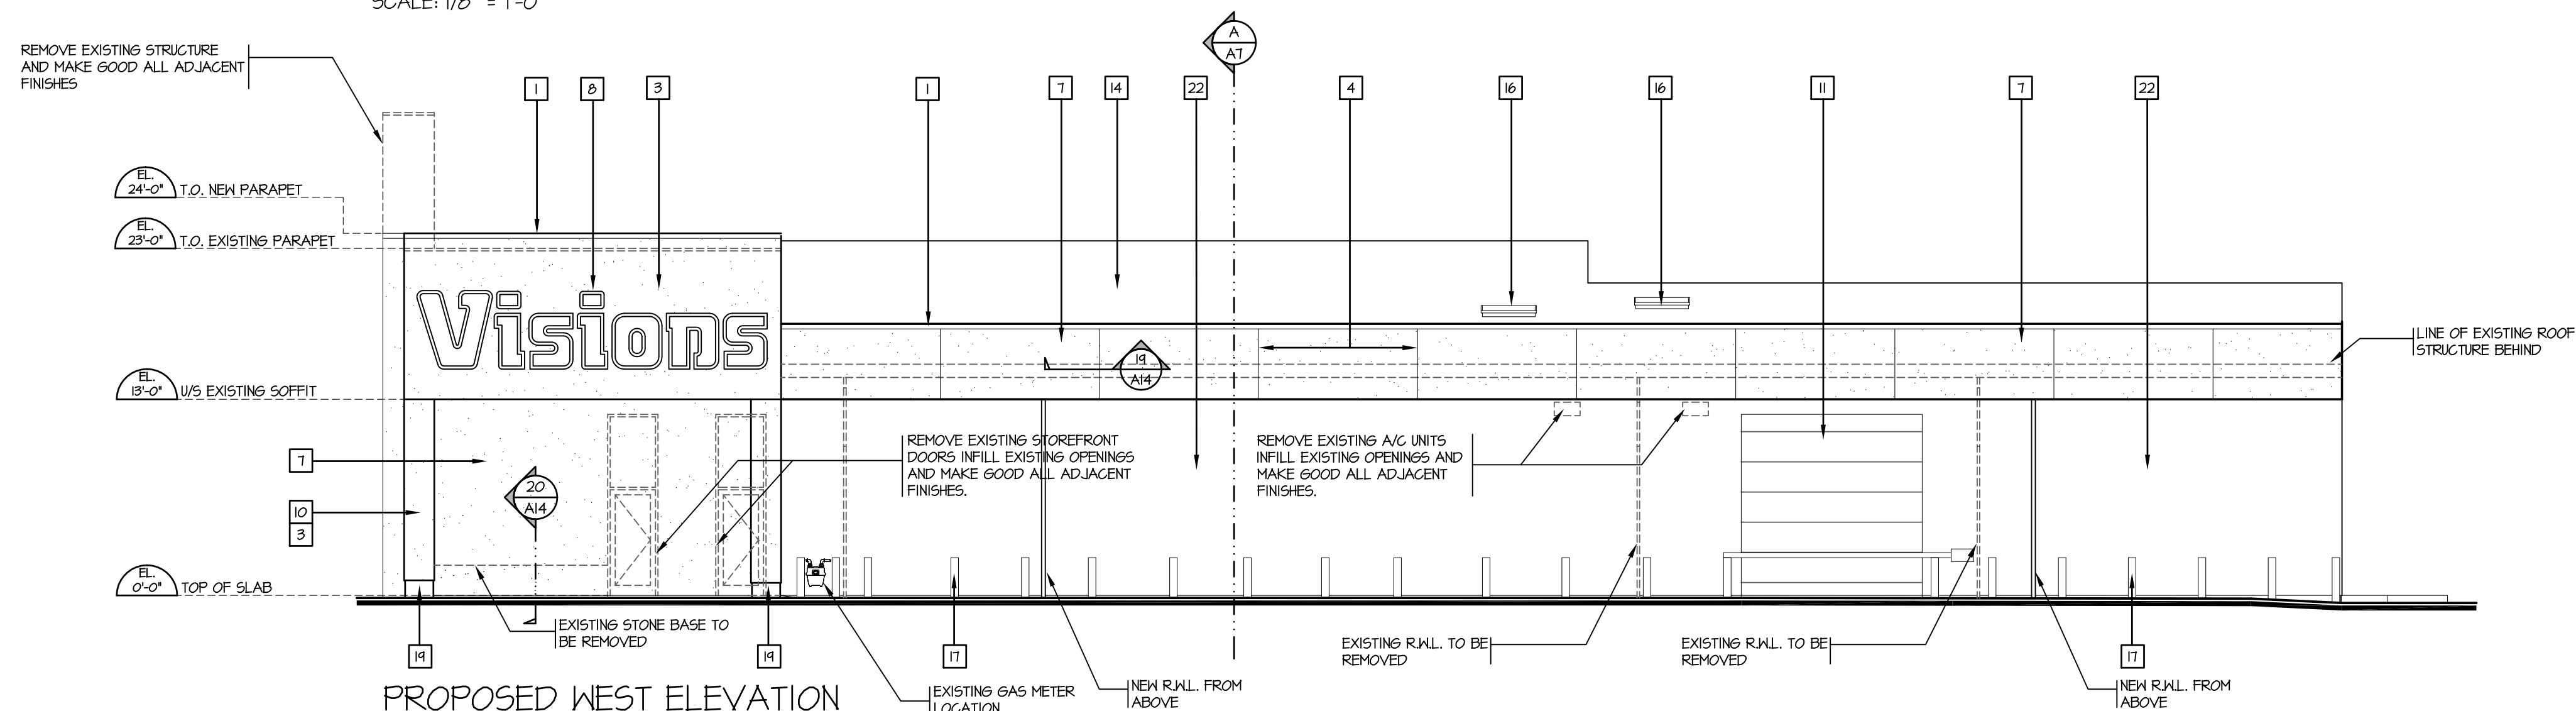 SCALE: 1/8" = 1'-0"
A
A7
REMOVE EXISTING STRUCTURE
AND MAKE GOOD ALL ADJACENT
FINISHES
1
8
3
1
7
14
22
4
16
16
11
7
22
EL.
24'-0"
T.O. NEW PARAPET
EL.
23'-0"
T.O. EXISTING PARAPET
Visions
LINE OF EXISTING ROOF
STRUCTURE BEHIND
19
A14
EL.
13'-0"
U/S EXISTING SOFFIT
REMOVE EXISTING STOREFRONT
DOORS INFILL EXISTING OPENINGS
AND MAKE GOOD ALL ADJACENT
FINISHES.
REMOVE EXISTING A/C UNITS
INFILL EXISTING OPENINGS AND
MAKE GOOD ALL ADJACENT
FINISHES.
7
20
A14
10
3
EL.
0'-0"
TOP OF SLAB
EXISTING STONE BASE TO
BE REMOVED
19
19
17
EXISTING R.W.L. TO BE
REMOVED
EXISTING R.W.L. TO BE
REMOVED
17
PROPOSED WEST ELEVATION
EXISTING GAS METER
LOCATION
NEW R.W.L. FROM
ABOVE
NEW R.W.L. FROM
ABOVE